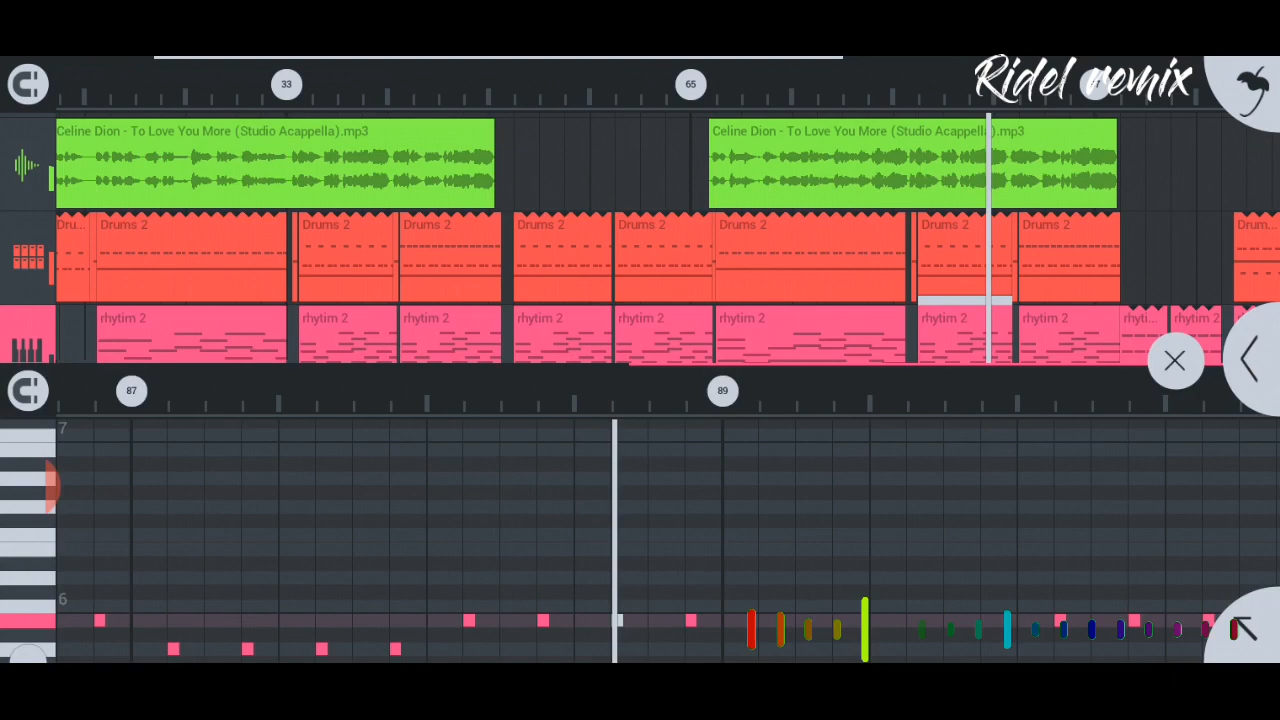 Ridel remix
33
65
Celine Dion - To Love You More (Studio Acappella).mp3
Celine Dion - To Love You More (Studio Acappella).mp3
Dru...
Drums 2
Drums 2
Drums 2
Drums 2
Drums 2
Drums 2
Drums 2
Drums 2
Drum...
rhytim 2
rhytim 2
rhytim 2
rhytim 2
rhytim 2
rhytim 2
rhytim 2
rhytim 2
rhyti...
rhytim 2
87
89
7
6